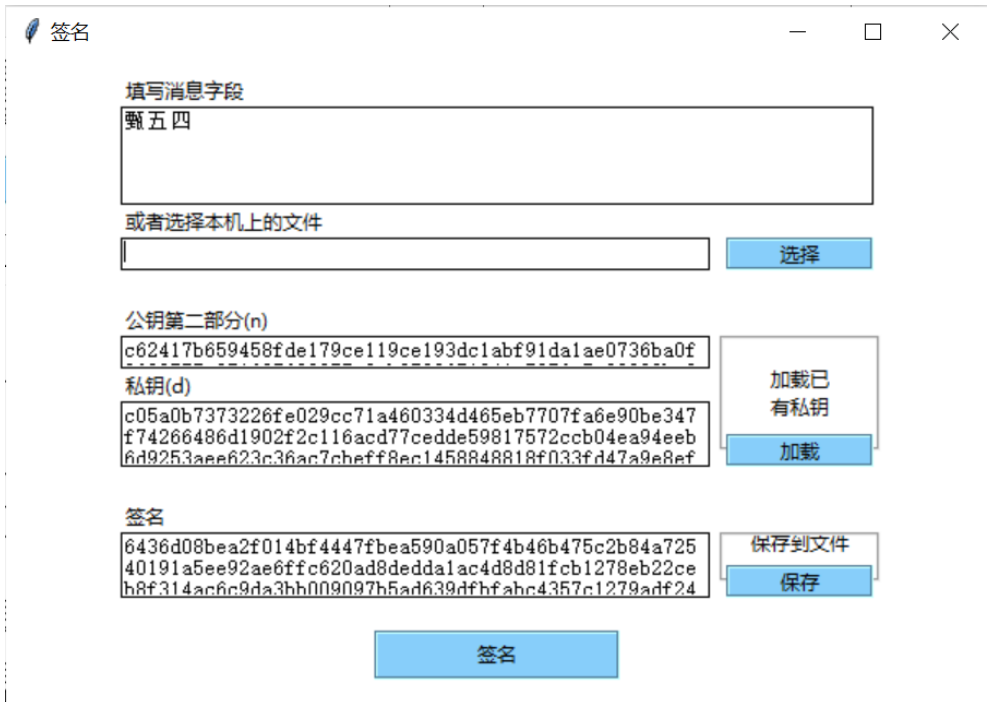 签名
填写消息字段
甄五四
或者选择本机上的文件
选择
公钥第二部分(n)
c62417b659458fde179ce119ce193dc1abf91da1ae0736ba0f
私钥(d)
c05a0b7373226fe029cc71a460334d465eb7707fa6e90be347
f74266486d1902f2c116acd77cedde59817572ccb04ea94eeb
6d9253aee623c36ac7cbeff8ec1458848818f033fd47a9e8ef
加载已
有私钥
加载
签名
6436d08bea2f014bf4447fbea590a057f4b46b475c2b84a725
40191a5ee92ae6ffc620ad8dedda1ac4d8d81fcb1278eb22ce
b8f314ac6c9da3bb009097b5ad639dfbfabc4357c1279adf24
保存到文件
保存
签名